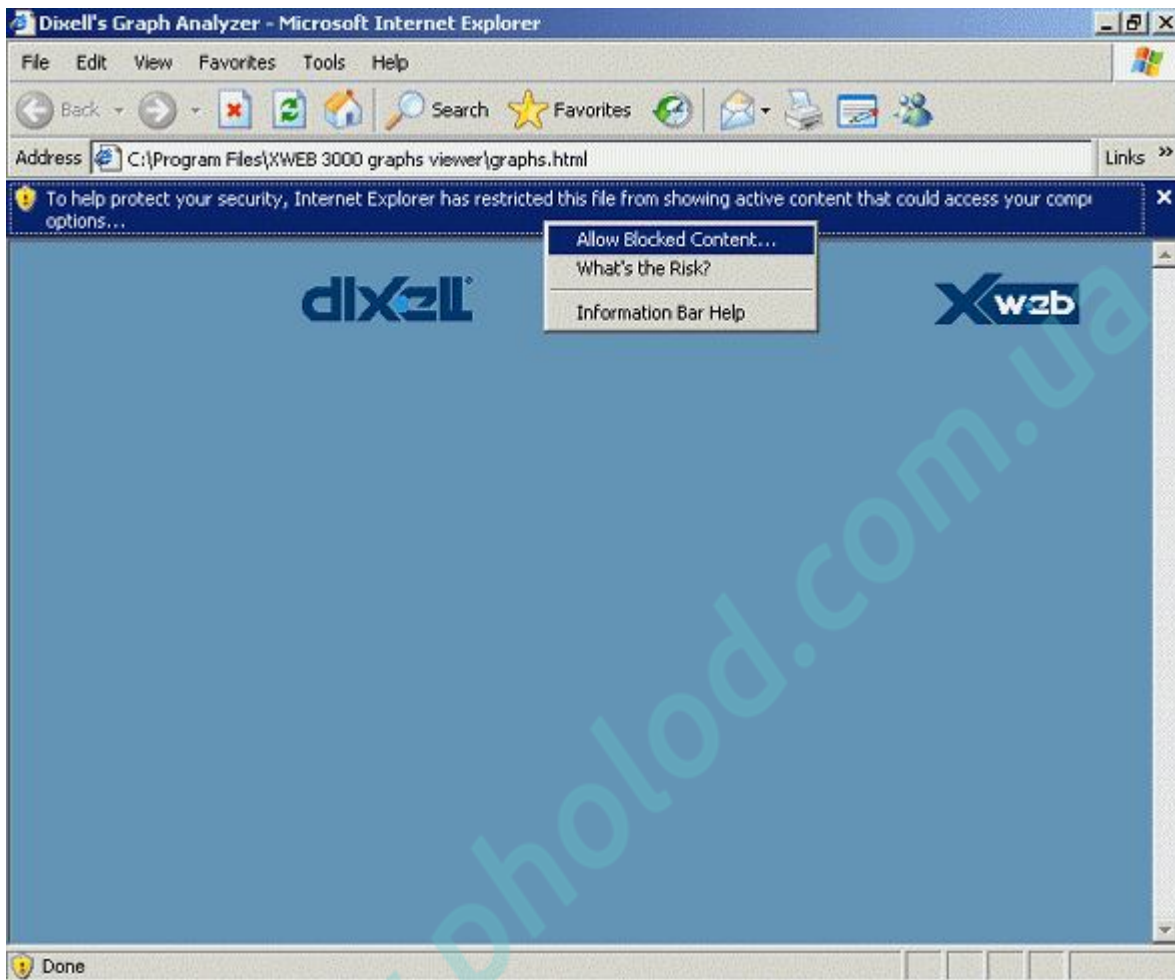 Dixell's Graph Analyzer - Microsoft Internet Explorer
File Edit View Favorites Tools Help
Back Search Favorites
Address C:\Program Files\XWEB 3000 graphs viewer\graphs.html Links »
To help protect your security, Internet Explorer has restricted this file from showing active content that could access your
options...
Allow Blocked Content...
What's the Risk?
Information Bar Help
dixell
Xweb
pholod.com.ua
Done